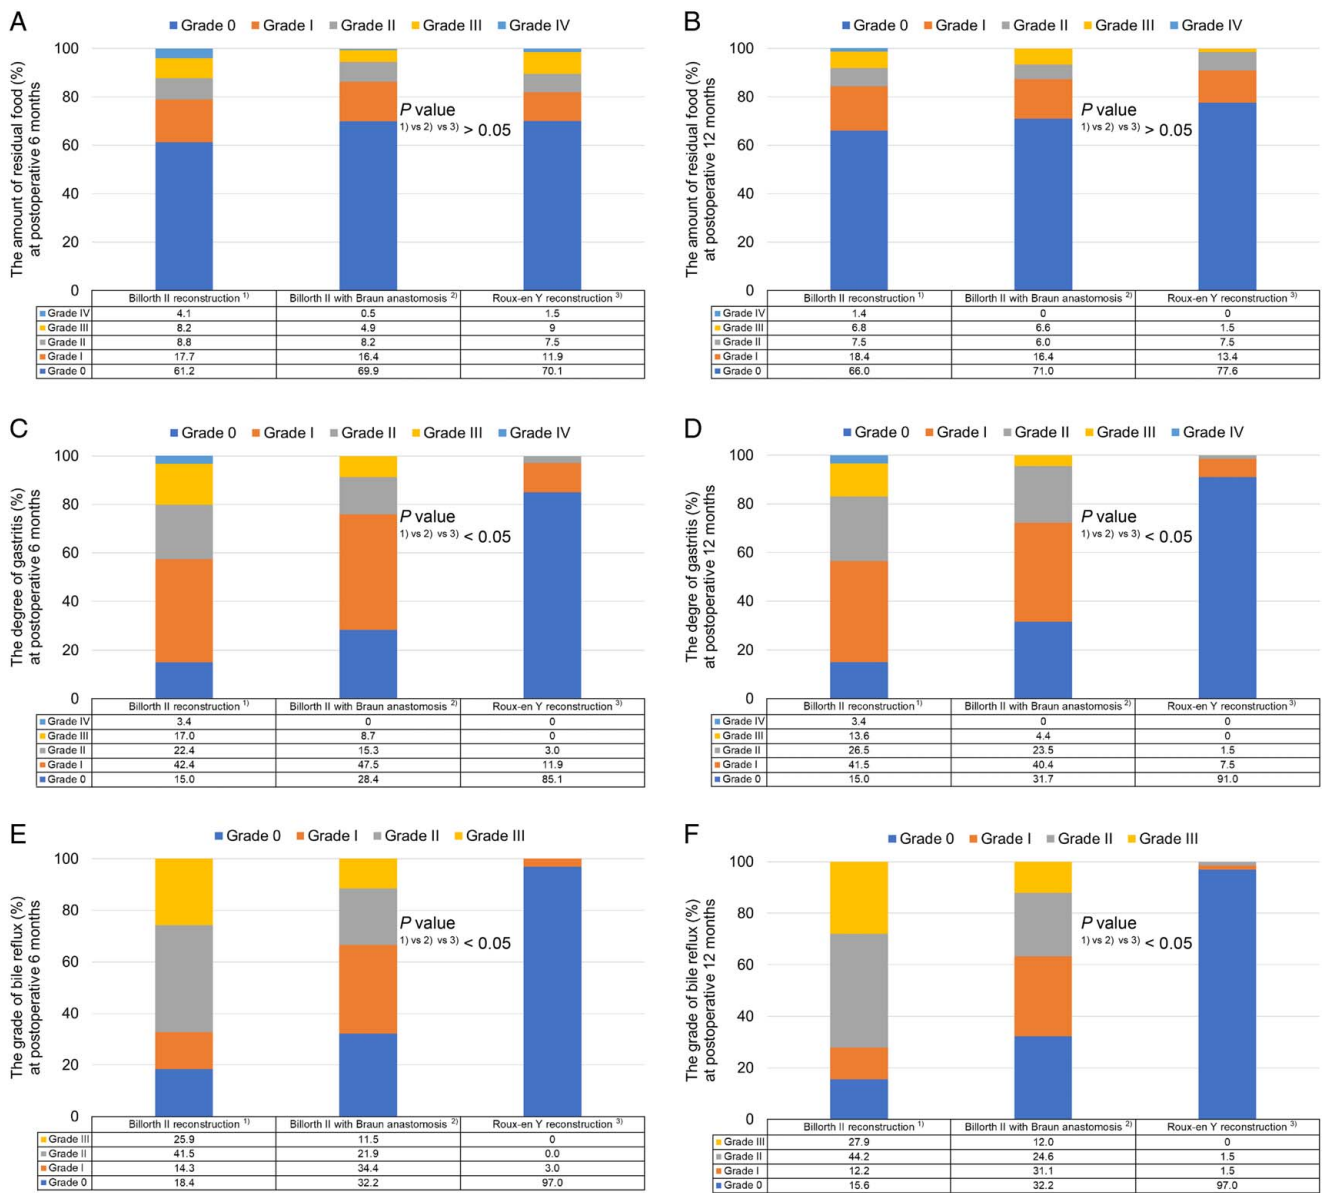 A
Grade 0 Grade I Grade II Grade III Grade IV
The amount of residual food (%)
at postoperative 6 months
100
80
60
40
20
0
P value
1) vs 2) vs 3) > 0.05
Billorth II reconstruction 1) Billorth II with Braun anastomosis 2) Roux-en Y reconstruction 3)
Grade IV 4.1 0.5 1.5
Grade III 8.2 4.9 9
Grade II 8.8 8.2 7.5
Grade I 17.7 16.4 11.9
Grade 0 61.2 69.9 70.1
B
Grade 0 Grade I Grade II Grade III Grade IV
The amount of residual food (%)
at postoperative 12 months
100
80
60
40
20
0
P value
1) vs 2) vs 3) > 0.05
Billorth II reconstruction 1) Billorth II with Braun anastomosis 2) Roux-en Y reconstruction 3)
Grade IV 1.4 0 0
Grade III 6.8 6.6 1.5
Grade II 7.5 6.0 7.5
Grade I 18.4 16.4 13.4
Grade 0 66.0 71.0 77.6
C
Grade 0 Grade I Grade II Grade III Grade IV
The degree of gastritis (%)
at postoperative 6 months
100
80
60
40
20
0
P value
1) vs 2) vs 3) < 0.05
Billorth II reconstruction 1) Billorth II with Braun anastomosis 2) Roux-en Y reconstruction 3)
Grade IV 3.4 0 0
Grade III 17.0 8.7 0
Grade II 22.4 15.3 3.0
Grade I 42.4 47.5 11.9
Grade 0 15.0 28.4 85.1
D
Grade 0 Grade I Grade II Grade III Grade IV
The degre of gastritis (%)
at postoperative 12 months
100
80
60
40
20
0
P value
1) vs 2) vs 3) < 0.05
Billorth II reconstruction 1) Billorth II with Braun anastomosis 2) Roux-en Y reconstruction 3)
Grade IV 3.4 0 0
Grade III 13.6 4.4 0
Grade II 26.5 23.5 1.5
Grade I 41.5 40.4 7.5
Grade 0 15.0 31.7 91.0
E
Grade 0 Grade I Grade II Grade III
The grade of bile reflux (%)
at postoperative 6 months
100
80
60
40
20
0
P value
1) vs 2) vs 3) < 0.05
Billorth II reconstruction 1) Billorth II with Braun anastomosis 2) Roux-en Y reconstruction 3)
Grade III 25.9 11.5 0
Grade II 41.5 21.9 0.0
Grade I 14.3 34.4 3.0
Grade 0 18.4 32.2 97.0
F
Grade 0 Grade I Grade II Grade III
The grade of bile reflux (%)
at postoperative 12 months
100
80
60
40
20
0
P value
1) vs 2) vs 3) < 0.05
Billorth II reconstruction 1) Billorth II with Braun anastomosis 2) Roux-en Y reconstruction 3)
Grade III 27.9 12.0 0
Grade II 44.2 24.6 1.5
Grade I 12.2 31.1 1.5
Grade 0 15.6 32.2 97.0